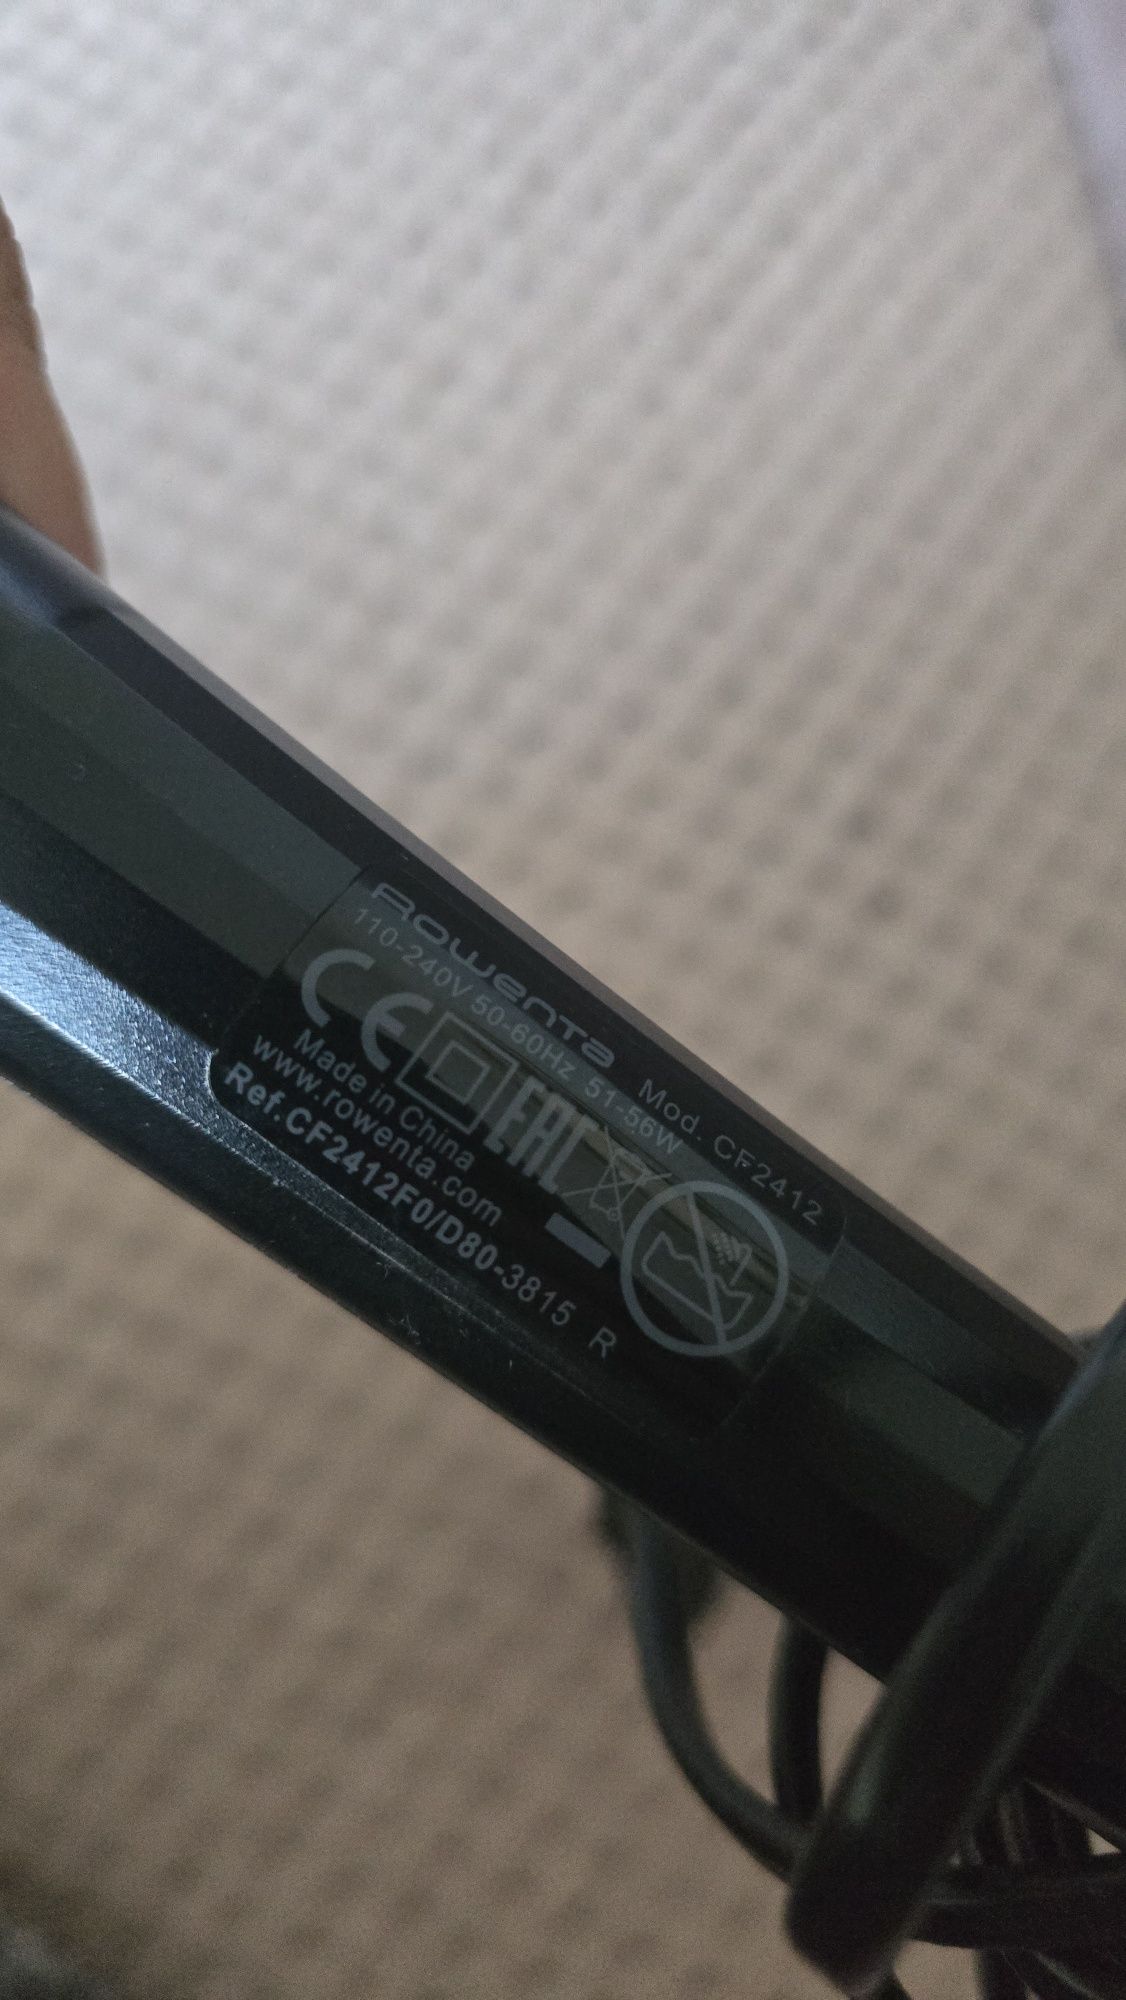 Rowenta Mod. CF2412
110-240V 50-60Hz 51-56W
CE EAC
Made in China
www.rowenta.com
Ref.CF2412F0/D80-3815 R